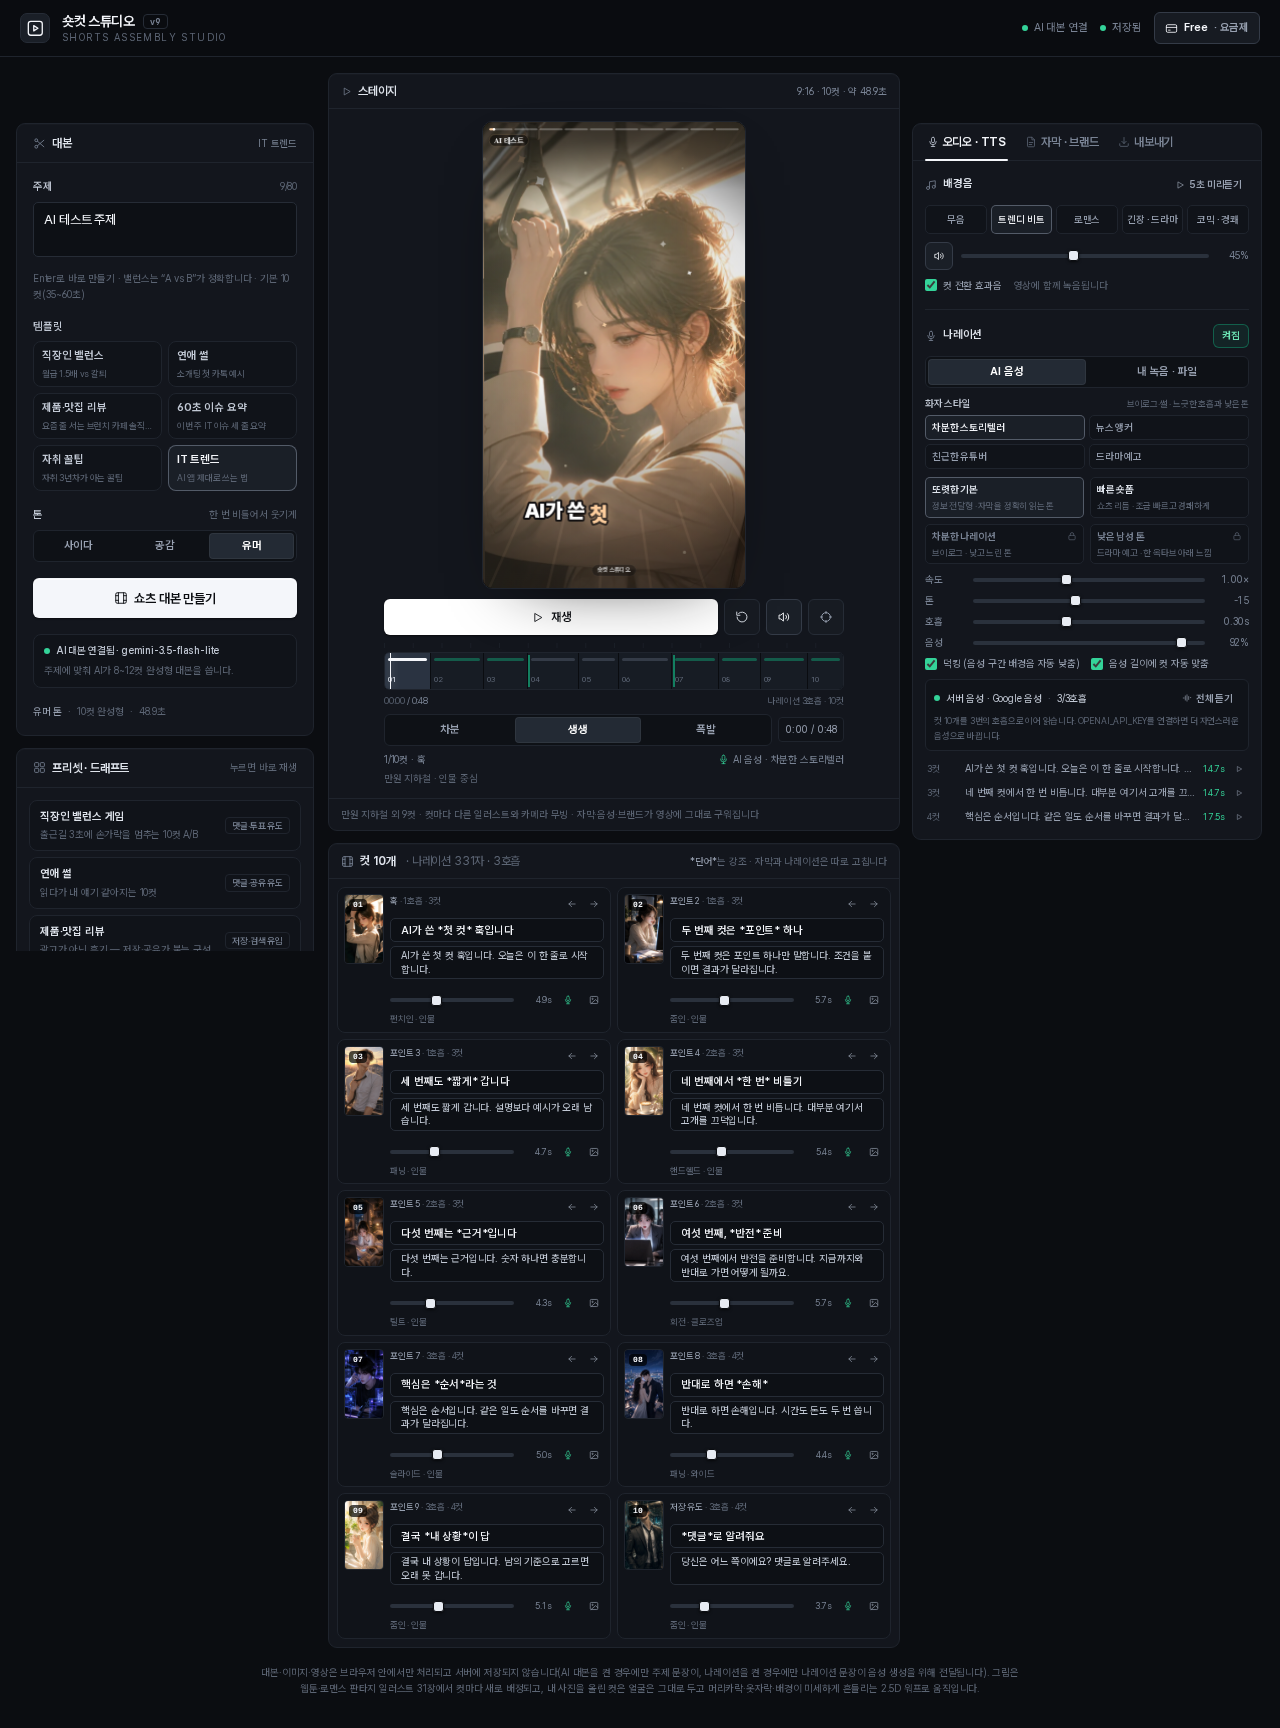 숏컷 스튜디오 v9
SHORTS ASSEMBLY STUDIO
AI 대본 연결
저장됨
Free · 요금제
대본
IT 트렌드
주제
9/80
AI 테스트 주제
Enter로 바로 만들기 · 밸런스는 “A vs B”가 정확합니다 · 기본 10
컷(35~60초)
템플릿
직장인 밸런스
월급 1.5배 vs 칼퇴
연애 썰
소개팅 첫 카톡 예시
제품·맛집 리뷰
요즘 줄 서는 브런치 카페 솔직...
60초 이슈 요약
이번 주 IT 이슈 세 줄 요약
자취 꿀팁
자취 3년차가 아는 꿀팁
IT 트렌드
AI 앱 제대로 쓰는 법
톤
한 번 비틀어서 웃기게
사이다
공감
유머
쇼츠 대본 만들기
AI 대본 연결됨 · gemini-3.5-flash-lite
주제에 맞춰 AI가 8~12컷 완성형 대본을 씁니다.
유머 톤 · 10컷 완성형 · 48.9초
프리셋 · 드래프트
누르면 바로 재생
직장인 밸런스 게임
출근길 3초에 손가락을 멈추는 10컷 A/B
댓글·투표 유도
연애 썰
읽다가 내 얘기 같아지는 10컷
댓글·공유 유도
제품·맛집 리뷰
광고가 아닌 후기 — 저장·공유가 붙는 구성
저장·검색 유입
스테이지
9:16 · 10컷 · 약 48.9초
AI 테스트
AI가 쓴 첫
숏컷 스튜디오
재생
01
02
03
04
05
06
07
08
09
10
00:00 / 0:48
나레이션 3호흡 · 10컷
차분
생생
폭발
0:00 / 0:48
1/10컷 · 훅
AI 음성 · 차분한 스토리텔러
만원 지하철 · 인물 중심
만원 지하철 외 9컷 · 컷마다 다른 일러스트와 카메라 무빙 · 자막·음성·브랜드가 영상에 그대로 구워집니다
컷 10개 · 나레이션 331자 · 3호흡
*단어*는 강조 · 자막과 나레이션은 따로 고칩니다
01
훅 · 1호흡 · 3컷
AI가 쓴 *첫 컷* 훅입니다
AI가 쓴 첫 컷 훅입니다. 오늘은 이 한 줄로 시작
합니다.
4.9s
펀치인 · 인물
02
포인트 2 · 1호흡 · 3컷
두 번째 컷은 *포인트* 하나
두 번째 컷은 포인트 하나만 말합니다. 조건을 붙
이면 결과가 달라집니다.
5.7s
줌인 · 인물
03
포인트 3 · 1호흡 · 3컷
세 번째도 *짧게* 갑니다
세 번째도 짧게 갑니다. 설명보다 예시가 오래 남
습니다.
4.7s
패닝 · 인물
04
포인트 4 · 2호흡 · 3컷
네 번째에서 *한 번* 비틀기
네 번째 컷에서 한 번 비틉니다. 대부분 여기서
고개를 끄덕입니다.
5.4s
핸드헬드 · 인물
05
포인트 5 · 2호흡 · 3컷
다섯 번째는 *근거*입니다
다섯 번째는 근거입니다. 숫자 하나면 충분합니
다.
4.3s
틸트 · 인물
06
포인트 6 · 2호흡 · 3컷
여섯 번째, *반전* 준비
여섯 번째에서 반전을 준비합니다. 지금까지와
반대로 가면 어떻게 될까요.
5.7s
회전 · 클로즈업
07
포인트 7 · 3호흡 · 4컷
핵심은 *순서*라는 것
핵심은 순서입니다. 같은 일도 순서를 바꾸면 결
과가 달라집니다.
5.0s
슬라이드 · 인물
08
포인트 8 · 3호흡 · 4컷
반대로 하면 *손해*
반대로 하면 손해입니다. 시간도 돈도 두 번 씁니
다.
4.4s
패닝 · 와이드
09
포인트 9 · 3호흡 · 4컷
결국 *내 상황*이 답
결국 내 상황이 답입니다. 남의 기준으로 고르면
오래 못 갑니다.
5.1s
줌인 · 인물
10
저장 유도 · 3호흡 · 4컷
*댓글*로 알려줘요
당신은 어느 쪽이에요? 댓글로 알려주세요.
3.7s
줌인 · 인물
오디오 · TTS
자막 · 브랜드
내보내기
배경음
5초 미리듣기
무음
트렌디 비트
로맨스
긴장 · 드라마
코믹 · 경쾌
45%
컷 전환 효과음
영상에 함께 녹음됩니다
나레이션
켜짐
AI 음성
내 녹음 · 파일
화자 스타일
브이로그·썰 · 느긋한 호흡과 낮은 톤
차분한 스토리텔러
뉴스 앵커
친근한 유튜버
드라마 예고
또렷한 기본
정보 전달형 · 자막을 정확히 읽는 톤
빠른 숏폼
쇼츠 리듬 · 조금 빠르고 경쾌하게
차분한 나레이션
브이로그 · 낮고 느린 톤
낮은 남성 톤
드라마 예고 · 한 옥타브 아래 느낌
속도
1.00×
톤
-1.5
호흡
0.30s
음성
92%
덕킹 (음성 구간 배경음 자동 낮춤)
음성 길이에 컷 자동 맞춤
서버 음성 · Google 음성 · 3/3호흡
전체 듣기
컷 10개를 3번의 호흡으로 이어 읽습니다. OPENAI_API_KEY를 연결하면 더 자연스러운
음성으로 바뀝니다.
3컷
AI가 쓴 첫 컷 훅입니다. 오늘은 이 한 줄로 시작합니다. ...
14.7s
3컷
네 번째 컷에서 한 번 비틉니다. 대부분 여기서 고개를 끄...
14.7s
4컷
핵심은 순서입니다. 같은 일도 순서를 바꾸면 결과가 달...
17.5s
대본·이미지·영상은 브라우저 안에서만 처리되고 서버에 저장되지 않습니다(AI 대본을 켠 경우에만 주제 문장이, 나레이션을 켠 경우에만 나레이션 문장이 음성 생성을 위해 전달됩니다). 그림은
웹툰·로맨스 판타지 일러스트 31장에서 컷마다 새로 배정되고, 내 사진을 올린 컷은 얼굴은 그대로 두고 머리카락·옷자락·배경이 미세하게 흔들리는 2.5D 워프로 움직입니다.